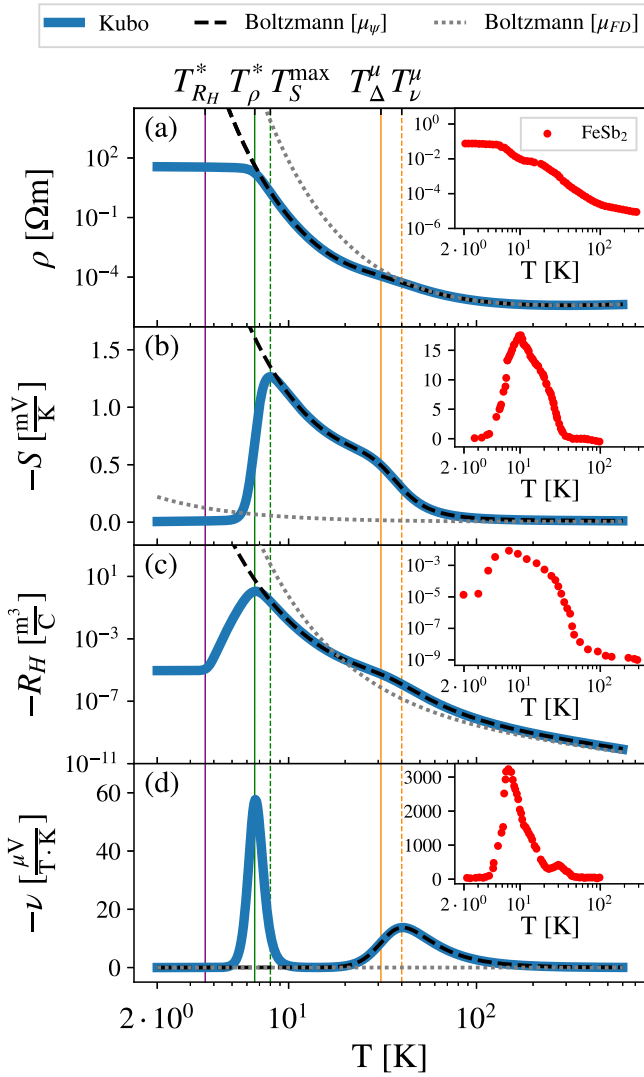 Kubo Boltzmann [μ_ψ] Boltzmann [μ_FD]
T*_{R_H} T*_ρ T_S^max T_Δ^μ T_ν^μ
(a)
ρ [Ωm]
10^2
10^-1
10^-4
FeSb_2
10^0
10^-2
10^-4
10^-6
2·10^0 10^1 10^2
T [K]
(b)
−S [mV/K]
1.5
1.0
0.5
0.0
15
10
5
0
2·10^0 10^1 10^2
T [K]
(c)
−R_H [m^3/C]
10^1
10^-3
10^-7
10^-11
10^-3
10^-5
10^-7
10^-9
2·10^0 10^1 10^2
T [K]
(d)
−ν [μV/T·K]
60
40
20
0
3000
2000
1000
0
2·10^0 10^1 10^2
T [K]
2·10^0 10^1 10^2
T [K]